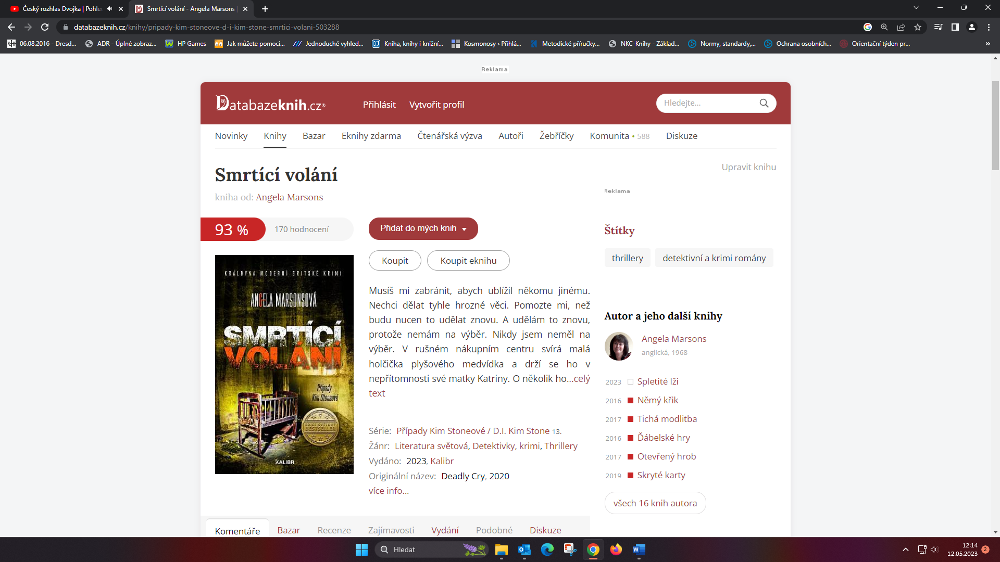 Český rozhlas Dvojka | Pohle
Smrtící volání - Angela Marsons |
databazeknih.cz/knihy/pripady-kim-stoneove-d-i-kim-stone-smrtici-volani-503288
06.08.2016 - Dresd...
ADR - Úplné zobraz...
HP Games
Jak můžete pomoci...
Jednoduché vyhled...
Kniha, knihy i knižní...
Kosmonosy › Přihlá...
Metodické příručky...
NKC-Knihy - Základ...
Normy, standardy,...
Ochrana osobních...
Orientační týden pr...
»
Reklama
Databazeknih.cz®
Přihlásit
Vytvořit profil
Hledejte...
Novinky
Knihy
Bazar
Eknihy zdarma
Čtenářská výzva
Autoři
Žebříčky
Komunita • 588
Diskuze
Smrtící volání
Upravit knihu
kniha od: Angela Marsons
Reklama
93 %
170 hodnocení
Přidat do mých knih
Koupit
Koupit eknihu
KRÁLOVNA MODERNÍ BRITSKÉ KRIMI
ANGELA MARSONSOVÁ
SMRTÍCÍ
VOLÁNÍ
Případy
Kim Stoneové
BESTSELLER
KALIBR
Musíš mi zabránit, abych ublížil někomu jinému.
Nechci dělat tyhle hrozné věci. Pomozte mi, než
budu nucen to udělat znovu. A udělám to znovu,
protože nemám na výběr. Nikdy jsem neměl na
výběr. V rušném nákupním centru svírá malá
holčička plyšového medvídka a drží se ho v
nepřítomnosti své matky Katriny. O několik ho...celý
text
Série: Případy Kim Stoneové / D.I. Kim Stone 13.
Žánr: Literatura světová, Detektivky, krimi, Thrillery
Vydáno: 2023, Kalibr
Originální název: Deadly Cry, 2020
více info...
Štítky
thrillery
detektivní a krimi romány
Autor a jeho další knihy
Angela Marsons
anglická, 1968
2023 Spletité lži
2016 Němý křik
2017 Tichá modlitba
2016 Ďábelské hry
2017 Otevřený hrob
2019 Skryté karty
všech 16 knih autora
Komentáře
Bazar
Recenze
Zajímavosti
Vydání
Podobné
Diskuze
Hledat
12:14
12.05.2023
2